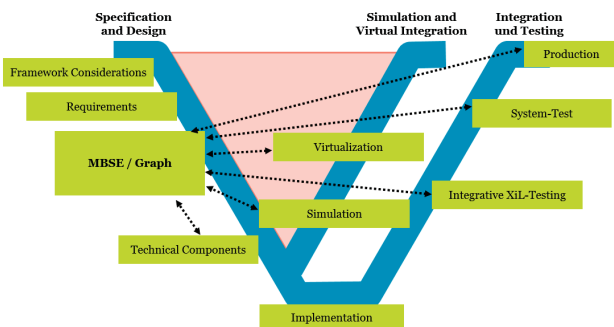 Specification
and Design
Simulation and
Virtual Integration
Integration
und Testing
Production
Framework Considerations
Requirements
System-Test
MBSE / Graph
Virtualization
Integrative XiL-Testing
Simulation
Technical Components
Implementation